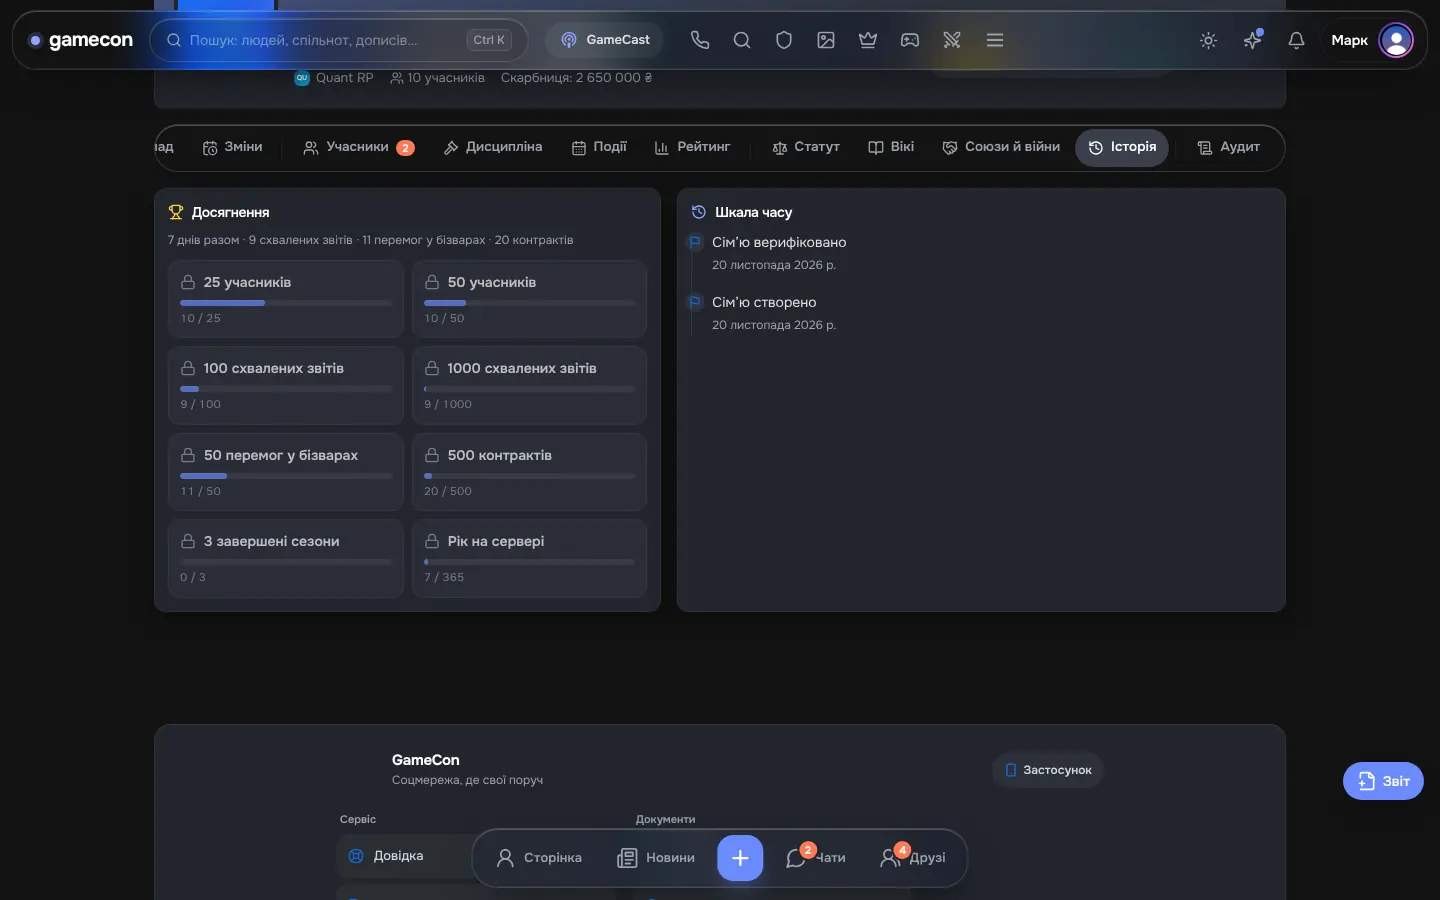 gamecon
Пошук: людей, спільнот, дописів...
Ctrl K
GameCast
Марк
QU
Quant RP
10 учасників
Скарбниця: 2 650 000 ₴
Зміни
Учасники 2
Дисципліна
Події
Рейтинг
Статут
Вікі
Союзи й війни
Історія
Аудит
Досягнення
7 днів разом · 9 схвалених звітів · 11 перемог у бізварах · 20 контрактів
25 учасників
10 / 25
50 учасників
10 / 50
100 схвалених звітів
9 / 100
1000 схвалених звітів
9 / 1000
50 перемог у бізварах
11 / 50
500 контрактів
20 / 500
3 завершені сезони
0 / 3
Рік на сервері
7 / 365
Шкала часу
Сім’ю верифіковано
20 листопада 2026 р.
Сім’ю створено
20 листопада 2026 р.
GameCon
Соцмережа, де свої поруч
Застосунок
Звіт
Сервіс
Документи
Довідка
Сторінка
Новини
2
Чати
4
Друзі